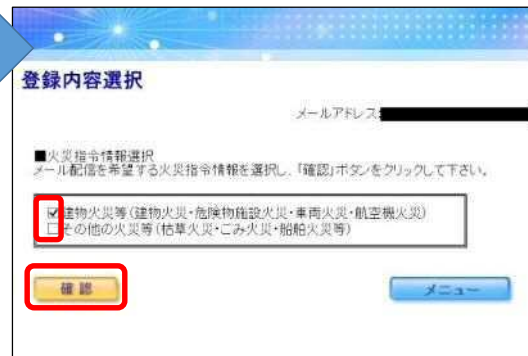 登録内容選択
メールアドレス:
■火災指令情報選択
メール配信を希望する火災指令情報を選択し、「確認」ボタンをクリックして下さい。
建物火災等(建物火災・危険物施設火災・車両火災・航空機火災)
その他の火災等(枯草火災・ごみ火災・船舶火災等)
確認
メニュー